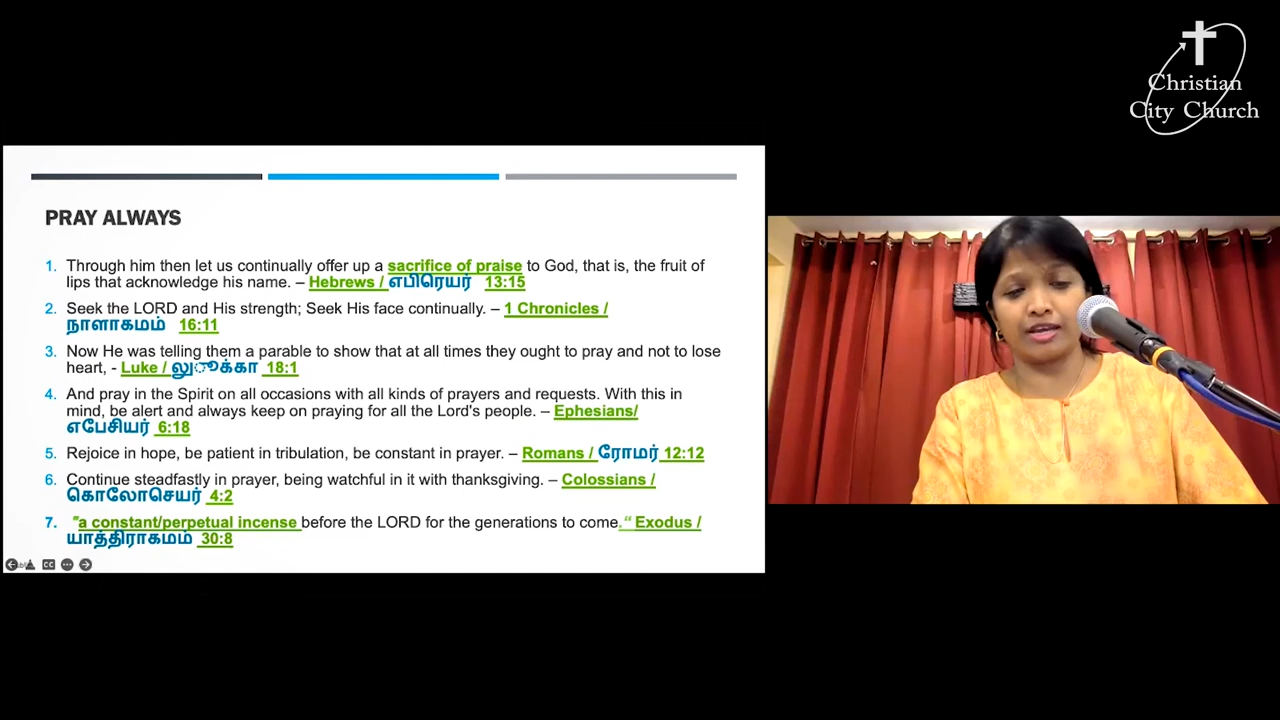 Christian
City Church
PRAY ALWAYS
1. Through him then let us continually offer up a sacrifice of praise to God, that is, the fruit of
lips that acknowledge his name. – Hebrews / எபிரெயர் 13:15
2. Seek the LORD and His strength; Seek His face continually. – 1 Chronicles /
நாளாகமம் 16:11
3. Now He was telling them a parable to show that at all times they ought to pray and not to lose
heart, - Luke / லுூக்கா 18:1
4. And pray in the Spirit on all occasions with all kinds of prayers and requests. With this in
mind, be alert and always keep on praying for all the Lord's people. – Ephesians/
எபேசியர் 6:18
5. Rejoice in hope, be patient in tribulation, be constant in prayer. – Romans / ரோமர் 12:12
6. Continue steadfastly in prayer, being watchful in it with thanksgiving. – Colossians /
கொலோசெயர் 4:2
7. “a constant/perpetual incense before the LORD for the generations to come.“ Exodus /
யாத்திராகமம் 30:8
CC